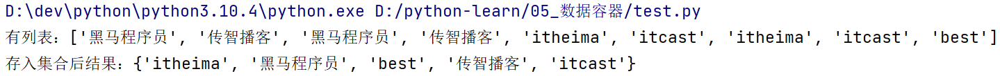 D:\dev\python\python3.10.4\python.exe D:/python-learn/05_数据容器/test.py
有列表：['黑马程序员', '传智播客', '黑马程序员', '传智播客', 'itheima', 'itcast', 'itheima', 'itcast', 'best']
存入集合后结果：{'itheima', '黑马程序员', 'best', '传智播客', 'itcast'}